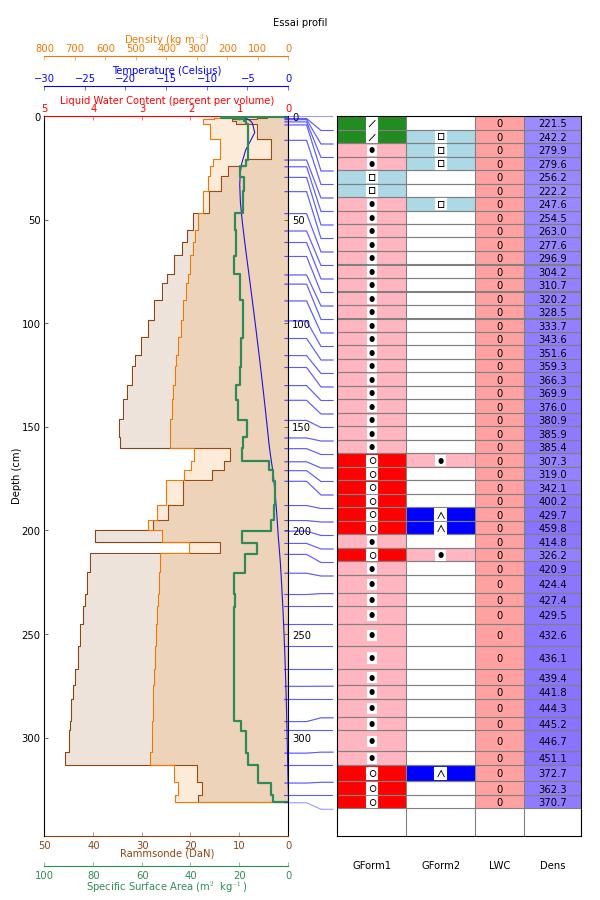 Essai profil
Density (kg m⁻³)
800 700 600 500 400 300 200 100 0
Temperature (Celsius)
−30 −25 −20 −15 −10 −5 0
Liquid Water Content (percent per volume)
5 4 3 2 1 0
0 0 0 221.5
0 242.2
0 279.9
0 279.6
0 256.2
0 222.2
0 247.6
50 50 0 254.5
0 263.0
0 277.6
0 296.9
0 304.2
0 310.7
0 320.2
0 328.5
100 100 0 333.7
0 343.6
0 351.6
0 359.3
0 366.3
0 369.9
0 376.0
150 150 0 380.9
0 385.9
0 385.4
0 307.3
0 319.0
Depth (cm) 0 342.1
0 400.2
0 429.7
200 200 0 459.8
0 414.8
0 326.2
0 420.9
0 424.4
0 427.4
0 429.5
250 250 0 432.6
0 436.1
0 439.4
0 441.8
0 444.3
0 445.2
300 300 0 446.7
0 451.1
0 372.7
0 362.3
0 370.7
50 40 30 20 10 0
Rammsonde (DaN)
GForm1 GForm2 LWC Dens
100 80 60 40 20 0
Specific Surface Area (m² kg⁻¹)